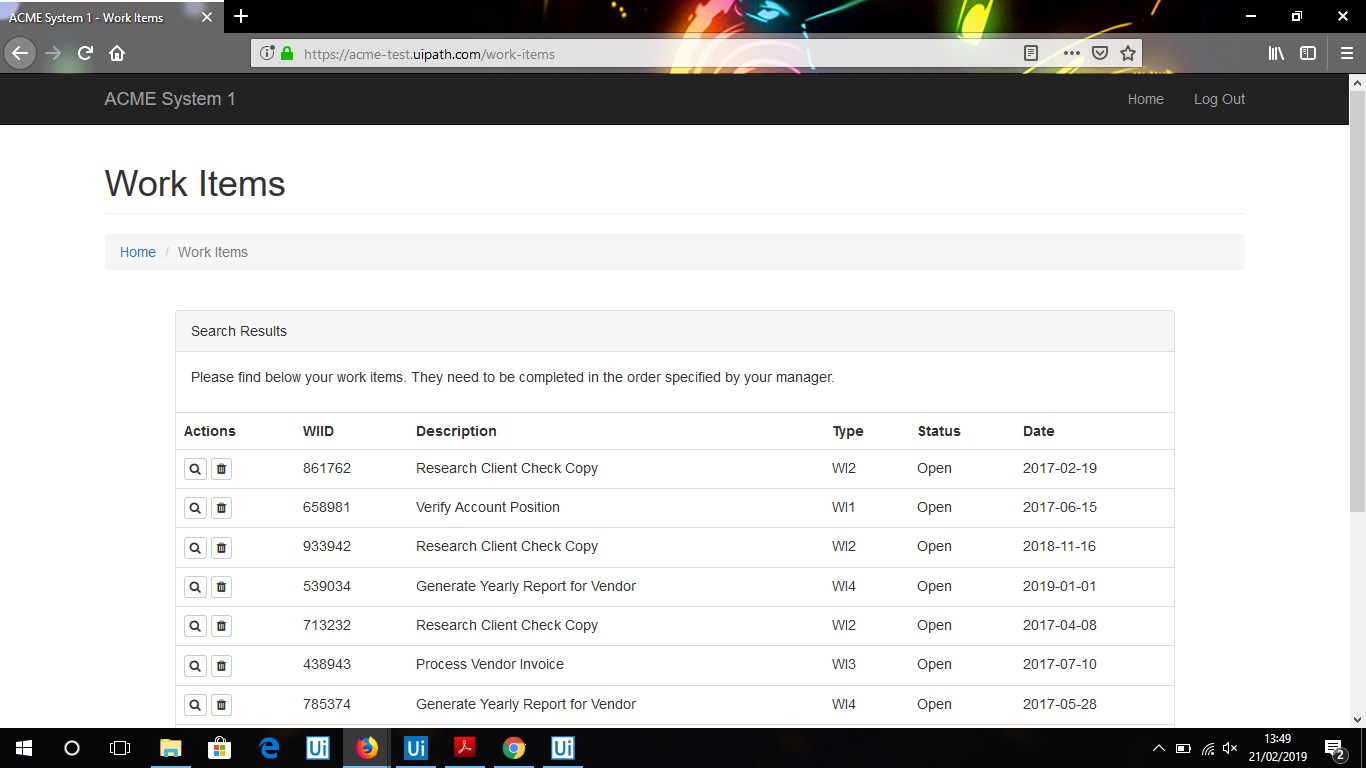 ACME System 1 - Work Items
https://acme-test.uipath.com/work-items
ACME System 1 Home Log Out
Work Items
Home / Work Items
Search Results
Please find below your work items. They need to be completed in the order specified by your manager.
Actions WIID Description Type Status Date
861762 Research Client Check Copy WI2 Open 2017-02-19
658981 Verify Account Position WI1 Open 2017-06-15
933942 Research Client Check Copy WI2 Open 2018-11-16
539034 Generate Yearly Report for Vendor WI4 Open 2019-01-01
713232 Research Client Check Copy WI2 Open 2017-04-08
438943 Process Vendor Invoice WI3 Open 2017-07-10
785374 Generate Yearly Report for Vendor WI4 Open 2017-05-28
Ui Ui Ui
13:49
21/02/2019
2